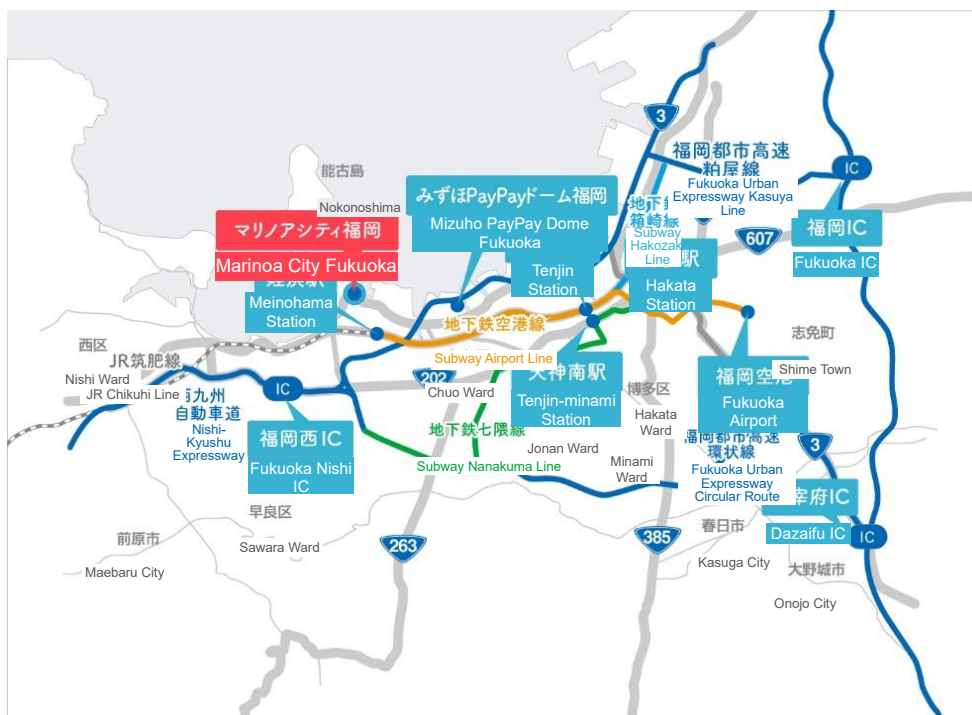 3
福岡都市高速
粕屋線
Fukuoka Urban
Expressway Kasuya
Line
IC
能古島
Nokonoshima
みずほPayPayドーム福岡
Mizuho PayPay Dome
Fukuoka
マリノアシティ福岡
Marinoa City Fukuoka
箱崎線
Subway
Hakozak
Line
駅
Hakata
Station
607
福岡IC
Fukuoka IC
Tenjin
Station
Meinohama
Station
地下鉄空港線
Subway Airport Line
志免町
Shime Town
西区
Nishi Ward
JR筑肥線
JR Chikuhi Line
202
Chuo Ward
天神南駅
Tenjin-minami
Station
博多区
Hakata
Ward
福岡空港
Fukuoka
Airport
IC
自動車道
Nishi-
Kyushu
Expressway
福岡西IC
Fukuoka Nishi
IC
地下鉄七隈線
Subway Nanakuma Line
Jonan Ward
Minami
Ward
福岡都市高速
環状線
Fukuoka Urban
Expressway
Circular Route
3
幸府IC
Dazaifu IC
IC
早良区
Sawara Ward
前原市
Maebaru City
263
385
春日市
Kasuga City
大野城市
Onojo City